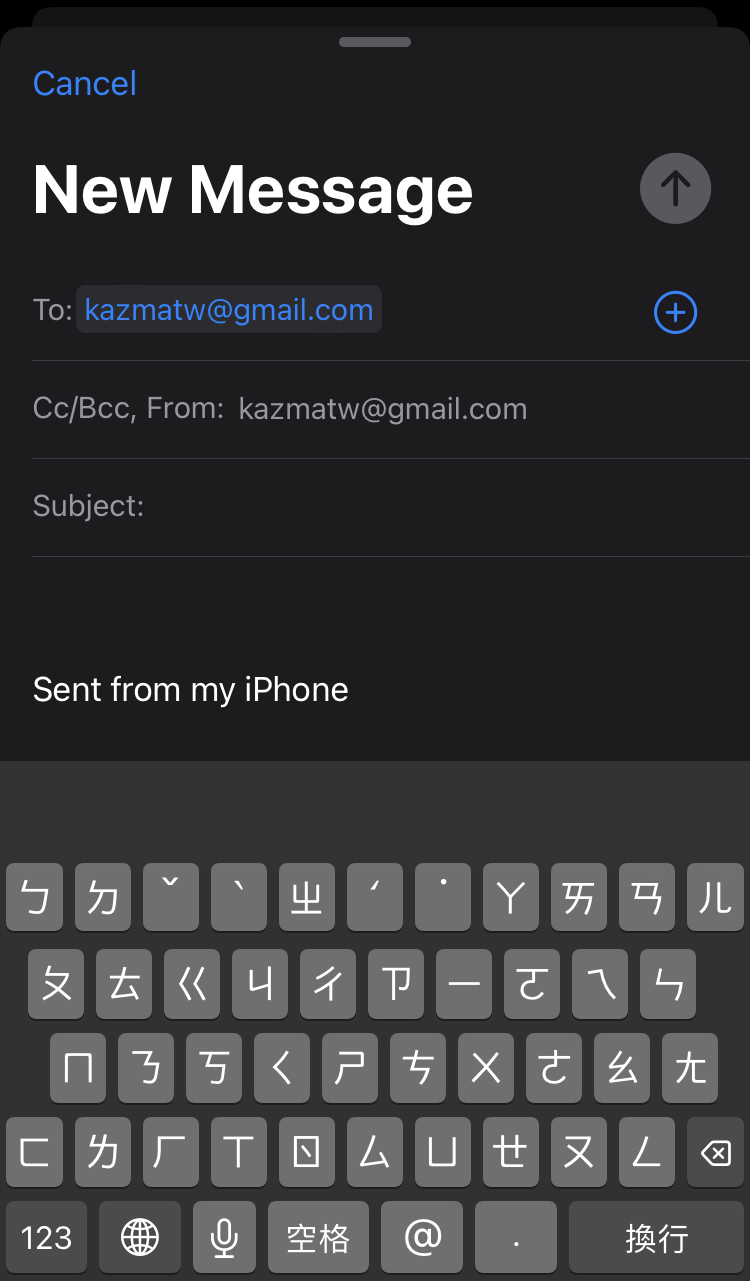 Cancel
New Message
To: kazmatw@gmail.com
Cc/Bcc, From: kazmatw@gmail.com
Subject:
Sent from my iPhone
ㄅ ㄉ ˇ ˋ ㄓ ˊ ˙ ㄚ ㄞ ㄢ ㄦ
ㄆ ㄊ ㄍ ㄐ ㄔ ㄗ ㄧ ㄛ ㄟ ㄣ
ㄇ ㄋ ㄎ ㄑ ㄕ ㄘ ㄨ ㄜ ㄠ ㄤ
ㄈ ㄌ ㄏ ㄒ ㄖ ㄙ ㄩ ㄝ ㄡ ㄥ
123 空格 @ . 換行